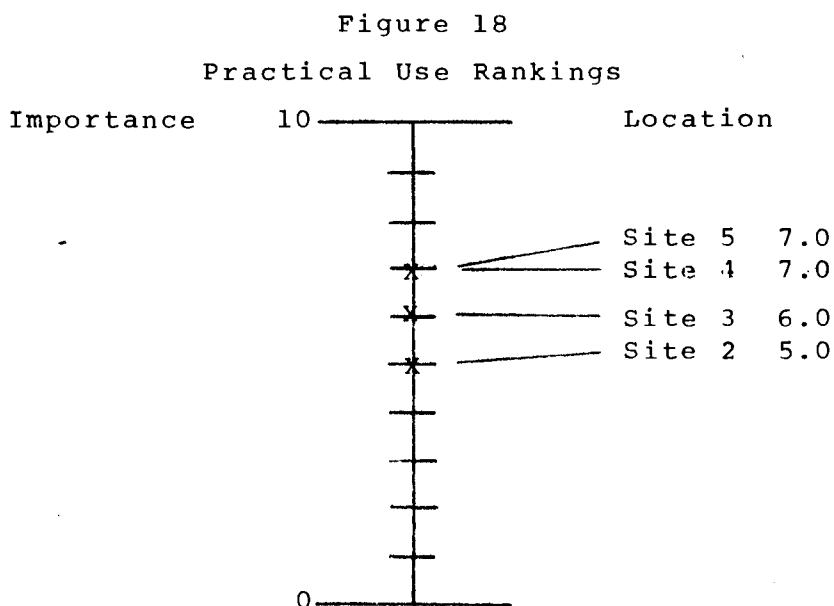 Figure 18
Practical Use Rankings
Importance 10 Location
Site 5 7.0
X Site 7.0
X Site 3 6.0
X Site 2 5.0
0